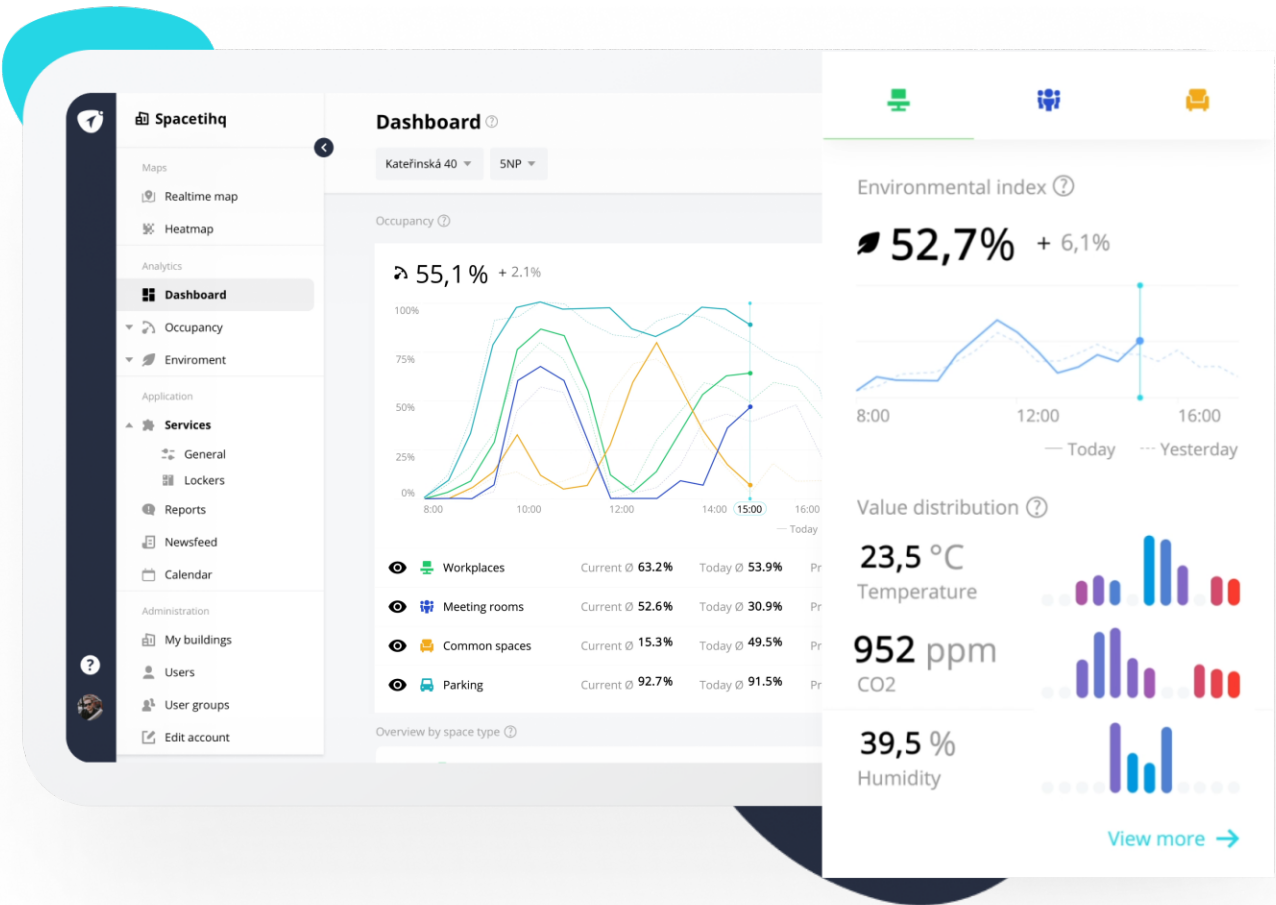 Spacetihq
Maps
Realtime map
Heatmap
Analytics
Dashboard
Occupancy
Enviroment
Application
Services
General
Lockers
Reports
Newsfeed
Calendar
Administration
My buildings
Users
User groups
Edit account
?
Dashboard ?
Kateřinská 40 5NP
Occupancy ?
55,1 % + 2.1%
100%
75%
50%
25%
0%
8:00 10:00 12:00 14:00 15:00 16:00
Today
Workplaces Current Ø 63.2% Today Ø 53.9% Pr
Meeting rooms Current Ø 52.6% Today Ø 30.9% Pr
Common spaces Current Ø 15.3% Today Ø 49.5% Pr
Parking Current Ø 92.7% Today Ø 91.5% Pr
Overview by space type ?
Environmental index ?
52,7% + 6,1%
8:00 12:00 16:00
Today Yesterday
Value distribution ?
23,5 °C
Temperature
952 ppm
CO2
39,5 %
Humidity
View more →